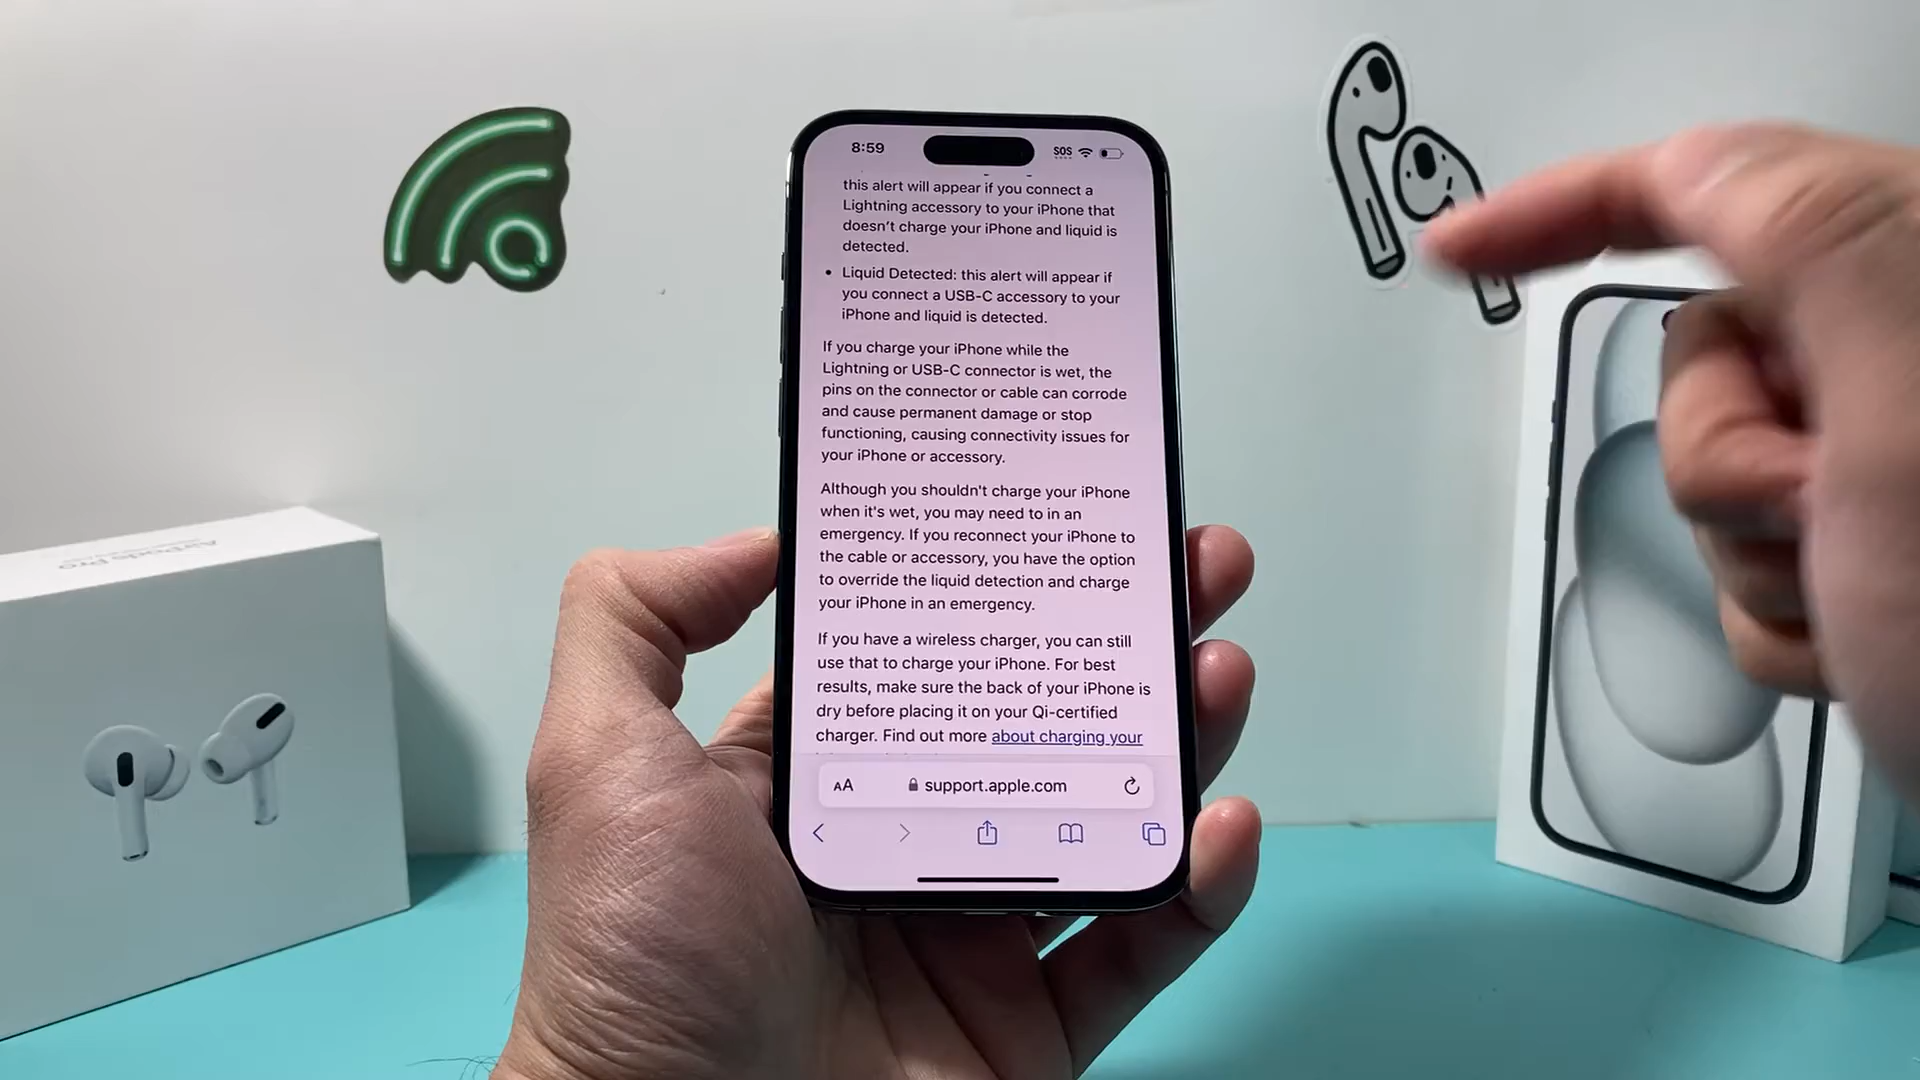 8:59
SOS
this alert will appear if you connect a
Lightning accessory to your iPhone that
doesn't charge your iPhone and liquid is
detected.
• Liquid Detected: this alert will appear if
you connect a USB-C accessory to your
iPhone and liquid is detected.
If you charge your iPhone while the
Lightning or USB-C connector is wet, the
pins on the connector or cable can corrode
and cause permanent damage or stop
functioning, causing connectivity issues for
your iPhone or accessory.
Although you shouldn't charge your iPhone
when it's wet, you may need to in an
emergency. If you reconnect your iPhone to
the cable or accessory, you have the option
to override the liquid detection and charge
your iPhone in an emergency.
If you have a wireless charger, you can still
use that to charge your iPhone. For best
results, make sure the back of your iPhone is
dry before placing it on your Qi-certified
charger. Find out more about charging your
AA support.apple.com
AirPods Pro